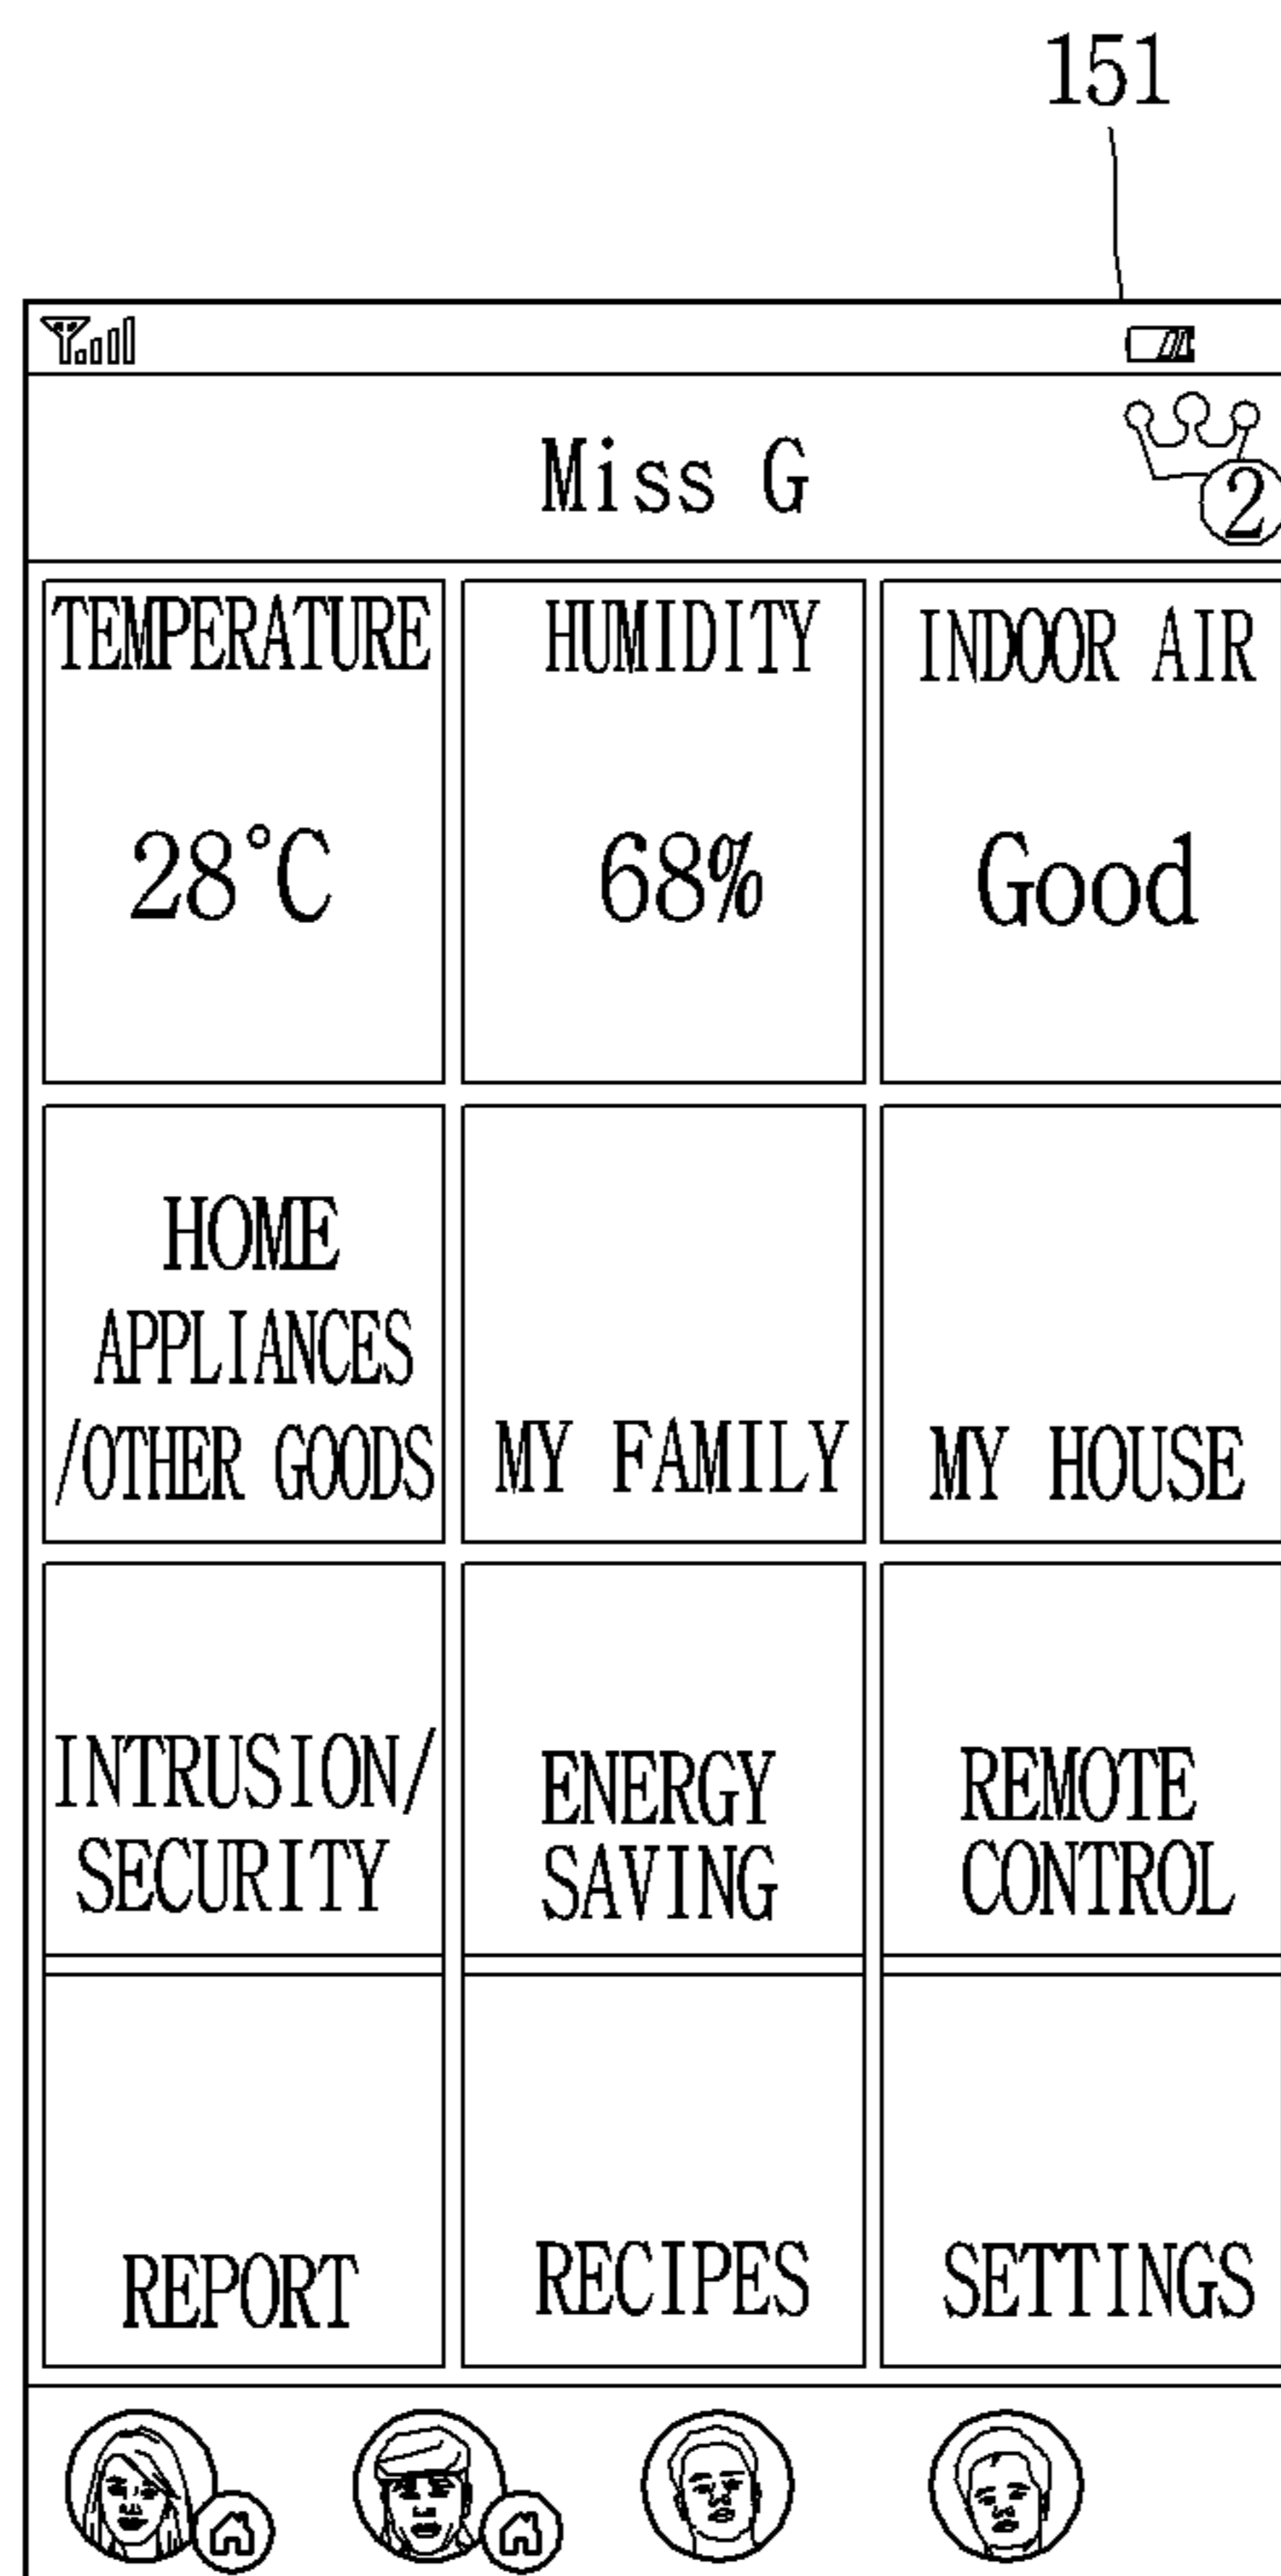 151
Miss G
2
TEMPERATURE
28°C
HUMIDITY
68%
INDOOR AIR
Good
HOME
APPLIANCES
/OTHER GOODS
MY FAMILY
MY HOUSE
INTRUSION/
SECURITY
ENERGY
SAVING
REMOTE
CONTROL
REPORT
RECIPES
SETTINGS